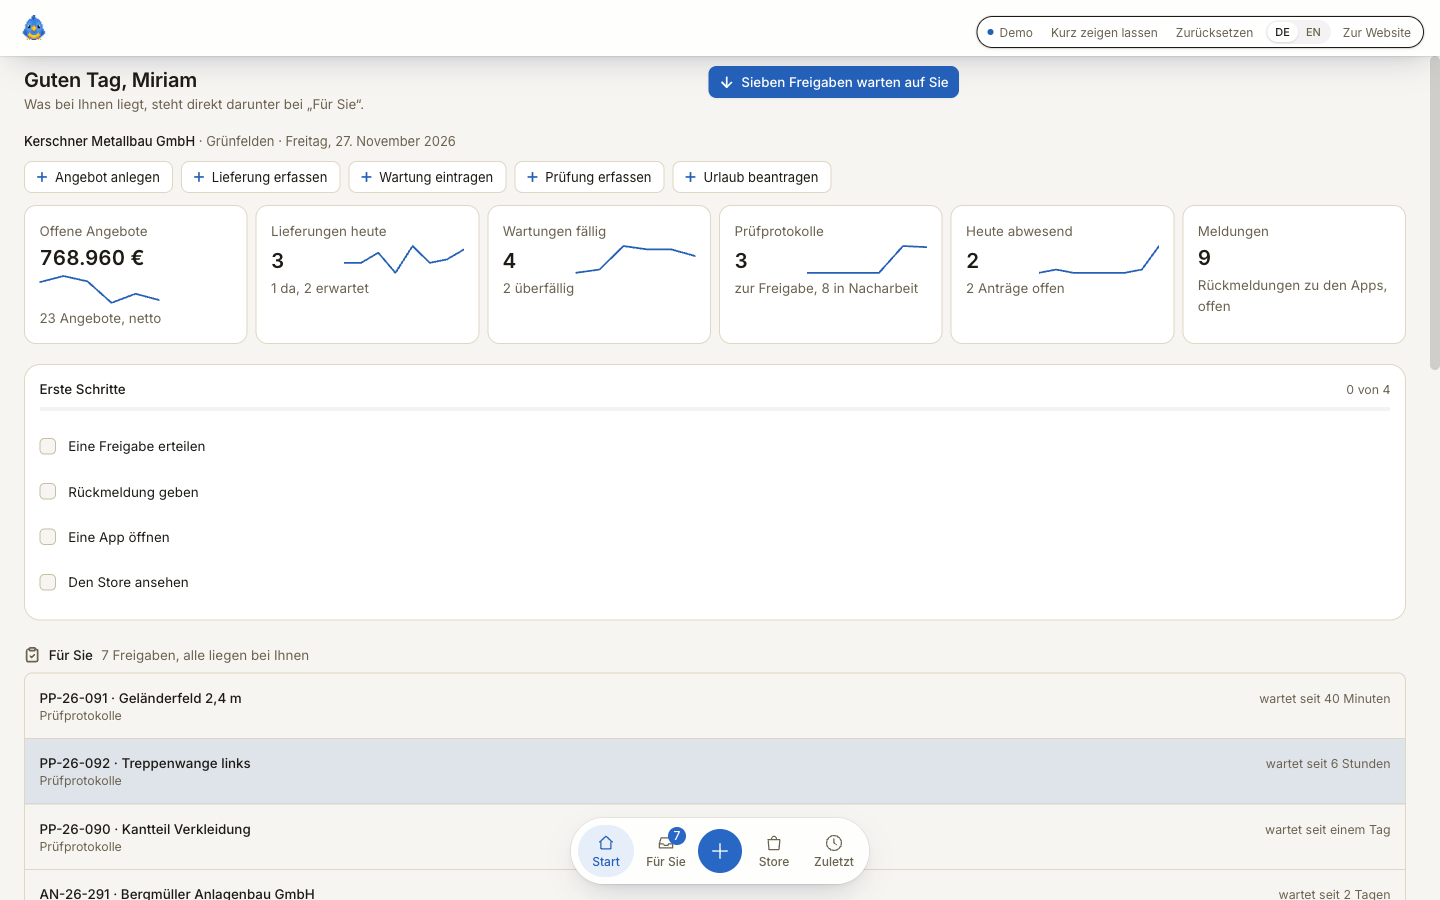 Demo
Kurz zeigen lassen
Zurücksetzen
DE
EN
Zur Website
Guten Tag, Miriam
Sieben Freigaben warten auf Sie
Was bei Ihnen liegt, steht direkt darunter bei „Für Sie“.
Kerschner Metallbau GmbH · Grünfelden · Freitag, 27. November 2026
Angebot anlegen
Lieferung erfassen
Wartung eintragen
Prüfung erfassen
Urlaub beantragen
Offene Angebote
768.960 €
23 Angebote, netto
Lieferungen heute
3
1 da, 2 erwartet
Wartungen fällig
4
2 überfällig
Prüfprotokolle
3
zur Freigabe, 8 in Nacharbeit
Heute abwesend
2
2 Anträge offen
Meldungen
9
Rückmeldungen zu den Apps,
offen
Erste Schritte
0 von 4
Eine Freigabe erteilen
Rückmeldung geben
Eine App öffnen
Den Store ansehen
Für Sie 7 Freigaben, alle liegen bei Ihnen
PP-26-091 · Geländerfeld 2,4 m
wartet seit 40 Minuten
Prüfprotokolle
PP-26-092 · Treppenwange links
wartet seit 6 Stunden
Prüfprotokolle
PP-26-090 · Kantteil Verkleidung
wartet seit einem Tag
Prüfprotokolle
AN-26-291 · Bergmüller Anlagenbau GmbH
wartet seit 2 Tagen
Start
7
Für Sie
Store
Zuletzt